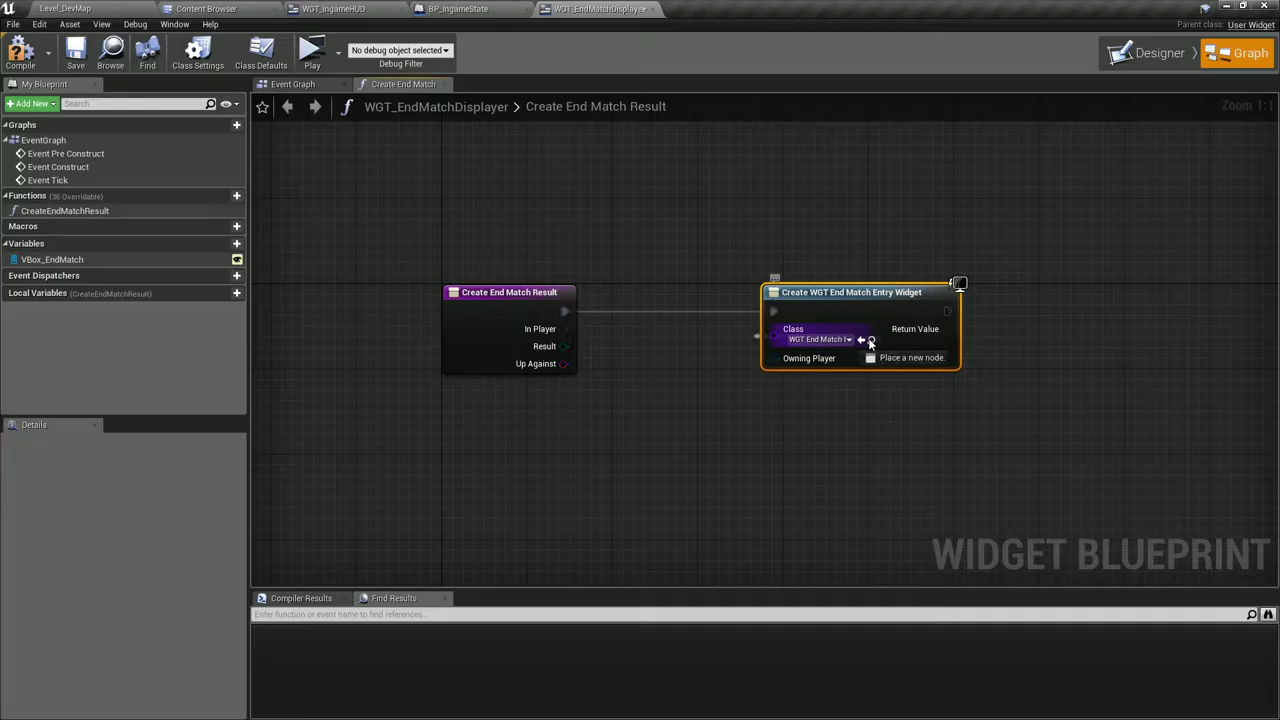 Level_DevMap
Content Browser
WGT_IngameHUD
BP_IngameState
WGT_EndMatchDisplayer
File Edit Asset View Debug Window Help
Parent class: User Widget
Compile
Save
Browse
Find
Class Settings
Class Defaults
Play
No debug object selected
Debug Filter
Designer
Graph
My Blueprint
Event Graph
Create End Match
Add New
Search
WGT_EndMatchDisplayer > Create End Match Result
Zoom 1:1
Graphs
EventGraph
Event Pre Construct
Event Construct
Event Tick
Functions (36 Overridable)
CreateEndMatchResult
Macros
Variables
VBox_EndMatch
Event Dispatchers
Local Variables (CreateEndMatchResult)
Create End Match Result
In Player
Result
Up Against
Create WGT End Match Entry Widget
Class
Return Value
WGT End Match
Owning Player
Place a new node.
Details
WIDGET BLUEPRINT
Compiler Results
Find Results
Enter function or event name to find references...